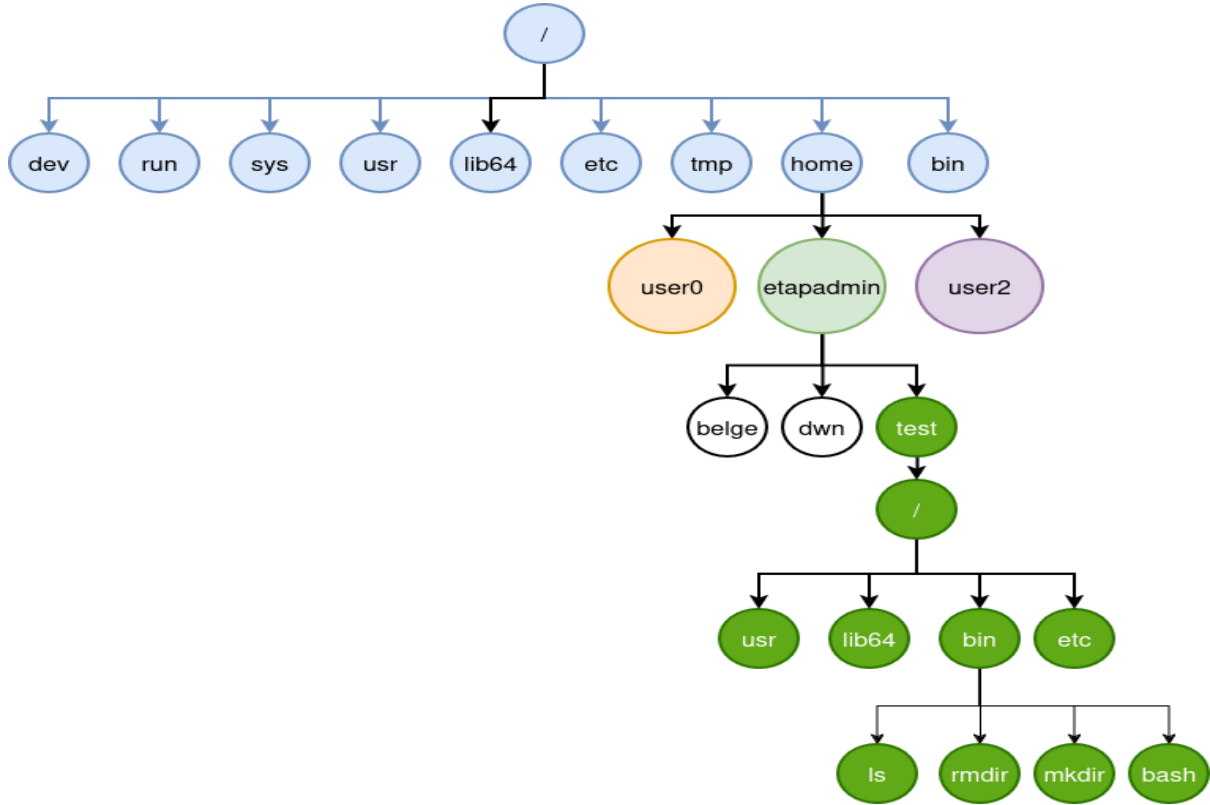 /
dev run sys usr lib64 etc tmp home bin
user0 etapadmin user2
belge dwn test
/
usr lib64 bin etc
ls rmdir mkdir bash